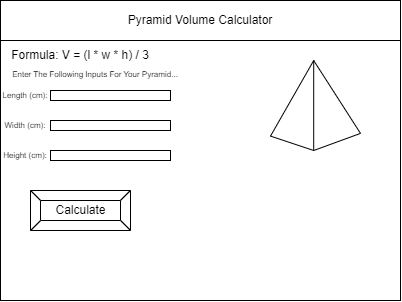 Pyramid Volume Calculator
Formula: V = (l * w * h) / 3
Enter The Following Inputs For Your Pyramid...
Length (cm):
Width (cm):
Height (cm):
Calculate